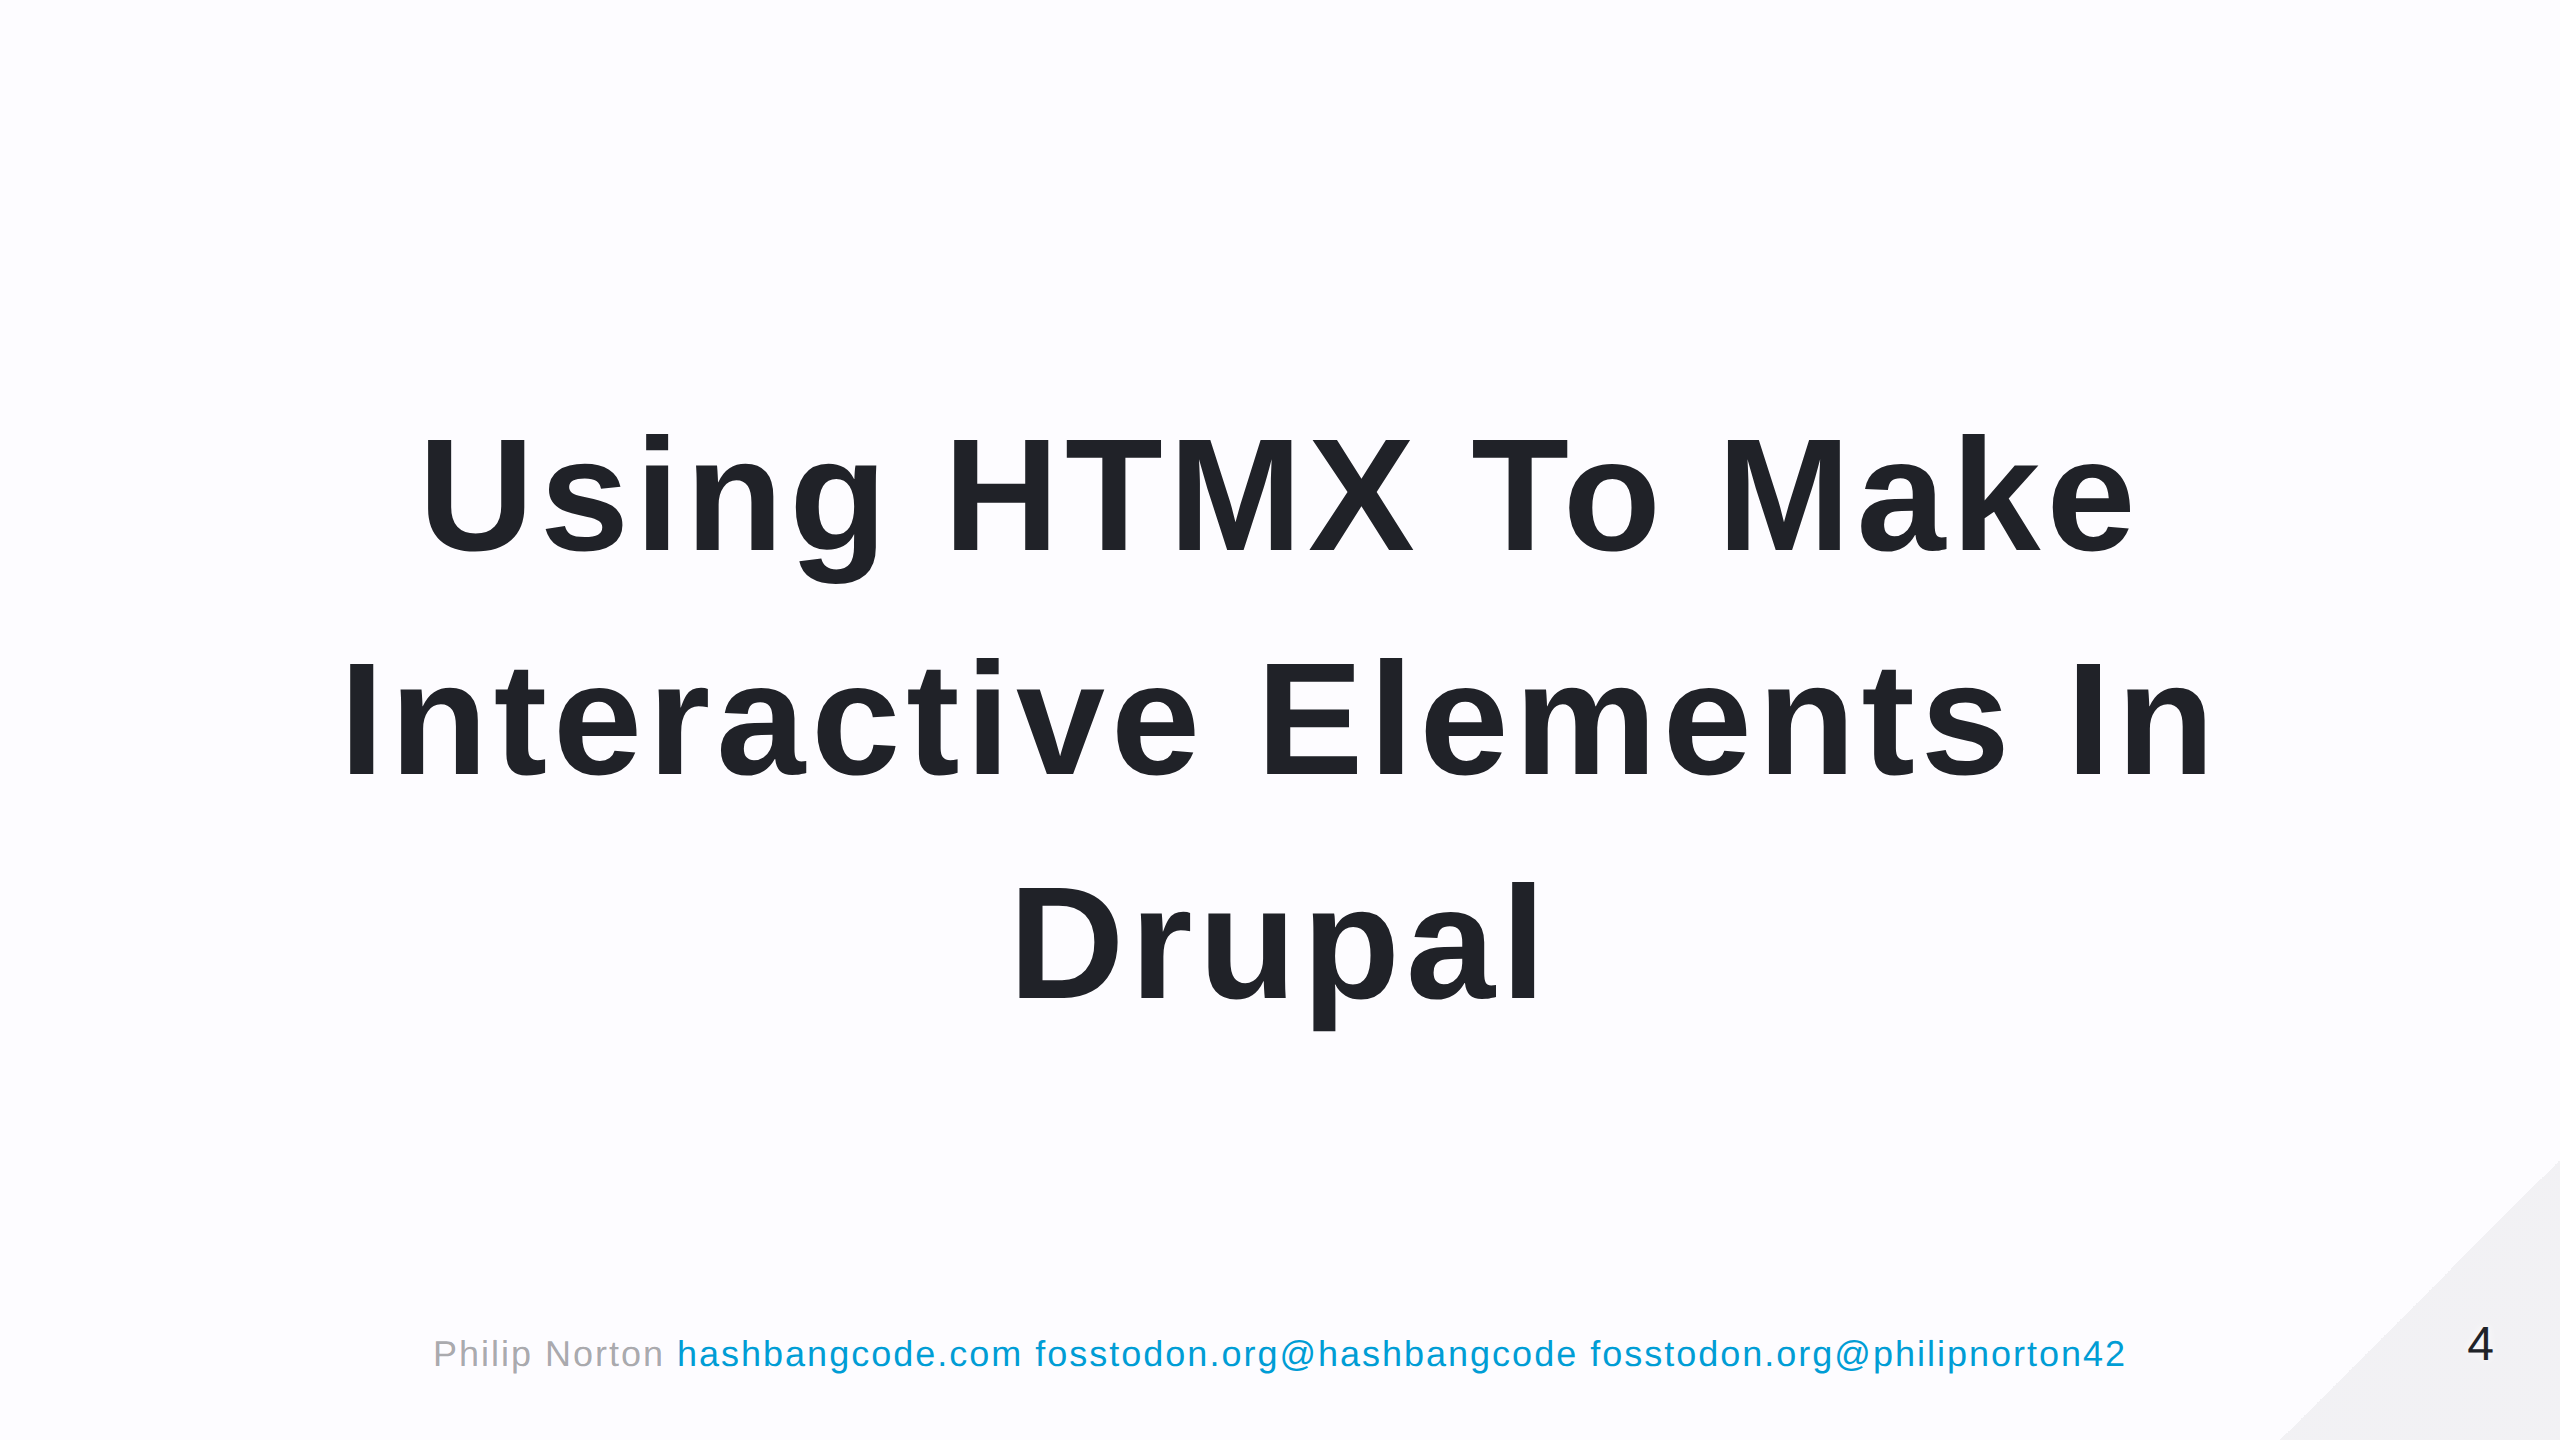 Using HTMX To Make
Interactive Elements In
Drupal
Philip Norton hashbangcode.com fosstodon.org@hashbangcode fosstodon.org@philipnorton42
4